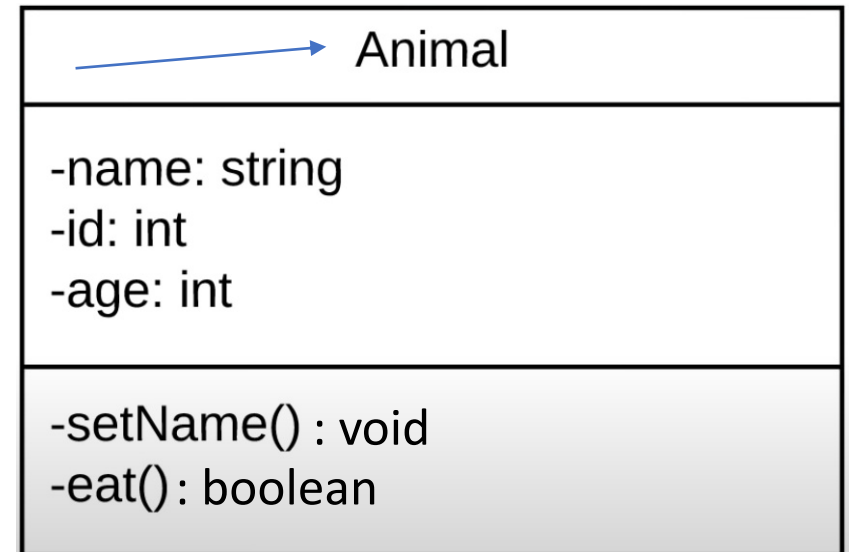 Animal
-name: string
-id: int
-age: int
-setName() : void
-eat() : boolean